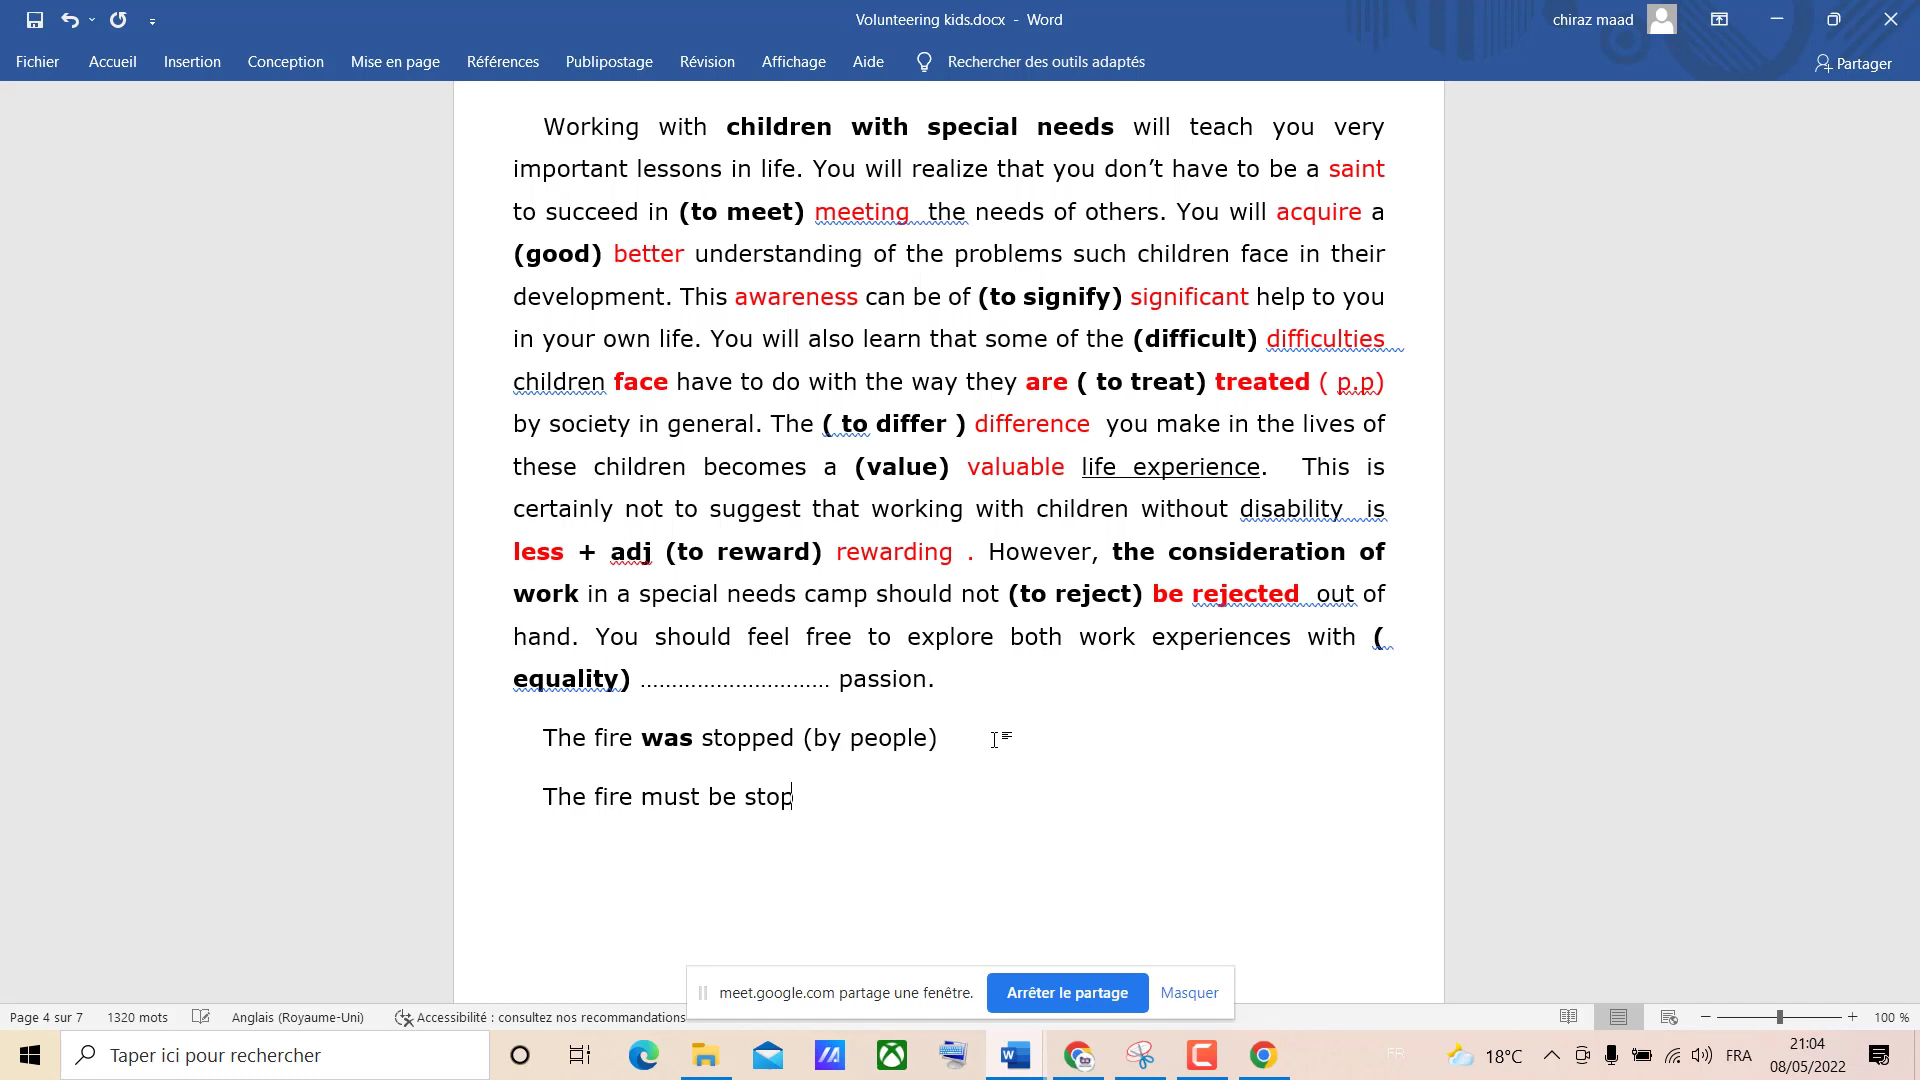 Volunteering kids.docx - Word
chiraz maad
Fichier Accueil Insertion Conception Mise en page Références Publipostage Révision Affichage Aide Rechercher des outils adaptés Partager
Working with children with special needs will teach you very
important lessons in life. You will realize that you don’t have to be a saint
to succeed in (to meet) meeting the needs of others. You will acquire a
(good) better understanding of the problems such children face in their
development. This awareness can be of (to signify) significant help to you
in your own life. You will also learn that some of the (difficult) difficulties
children face have to do with the way they are ( to treat) treated ( p.p)
by society in general. The ( to differ ) difference you make in the lives of
these children becomes a (value) valuable life experience. This is
certainly not to suggest that working with children without disability is
less + adj (to reward) rewarding . However, the consideration of
work in a special needs camp should not (to reject) be rejected out of
hand. You should feel free to explore both work experiences with (
equality) .............................. passion.
The fire was stopped (by people)
The fire must be stop
meet.google.com partage une fenêtre. Arrêter le partage Masquer
Page 4 sur 7 1320 mots Anglais (Royaume-Uni) Accessibilité : consultez nos recommandations 100 %
Taper ici pour rechercher
FR 18°C FRA
21:04
08/05/2022